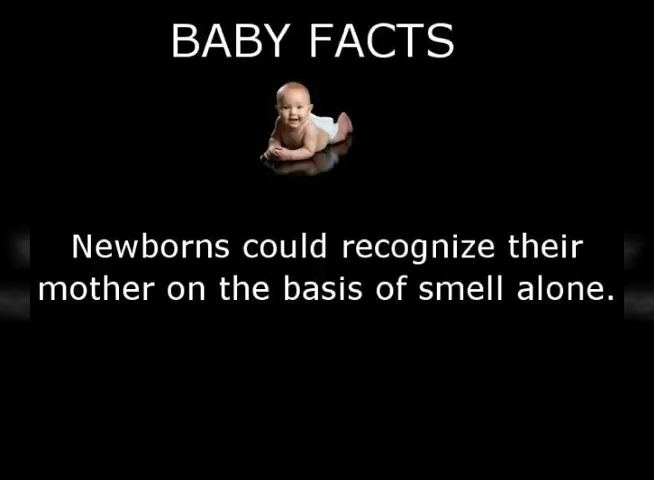 BABY FACTS
Newborns could recognize their
mother on the basis of smell alone.